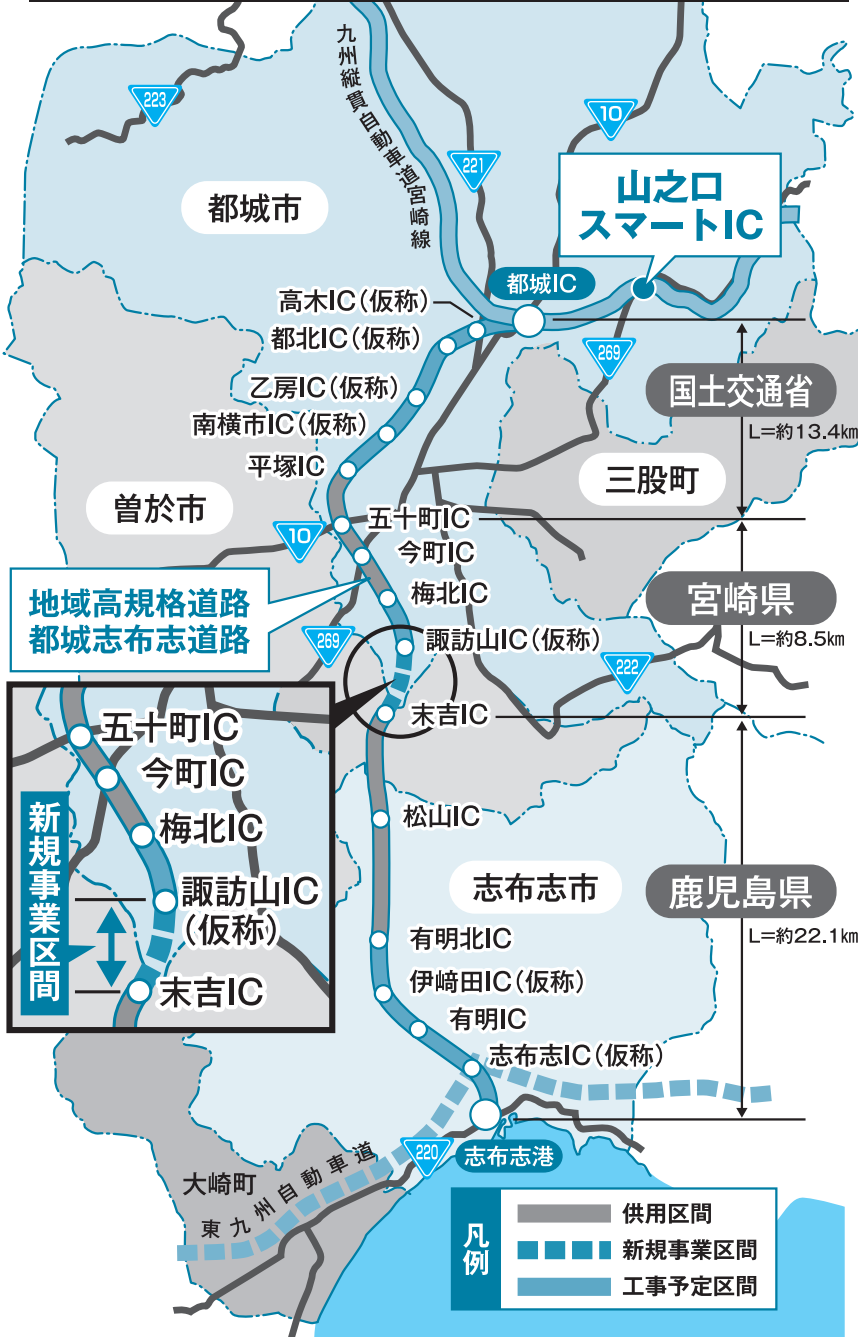 223
九州縦貫自動車道宮崎線
221
10
山之口
スマートIC
都城市
都城IC
高木IC(仮称)
都北IC(仮称)
269
乙房IC(仮称)
国土交通省
L=約13.4km
南横市IC(仮称)
平塚IC
三股町
曽於市
10
五十町IC
今町IC
地域高規格道路
都城志布志道路
梅北IC
宮崎県
L=約8.5km
269
諏訪山IC(仮称)
222
末吉IC
五十町IC
今町IC
梅北IC
新規事業区間
諏訪山IC
(仮称)
末吉IC
松山IC
志布志市
鹿児島県
L=約22.1km
有明北IC
伊﨑田IC(仮称)
有明IC
志布志IC(仮称)
220
志布志港
大崎町
東九州自動車道
凡例
供用区間
新規事業区間
工事予定区間